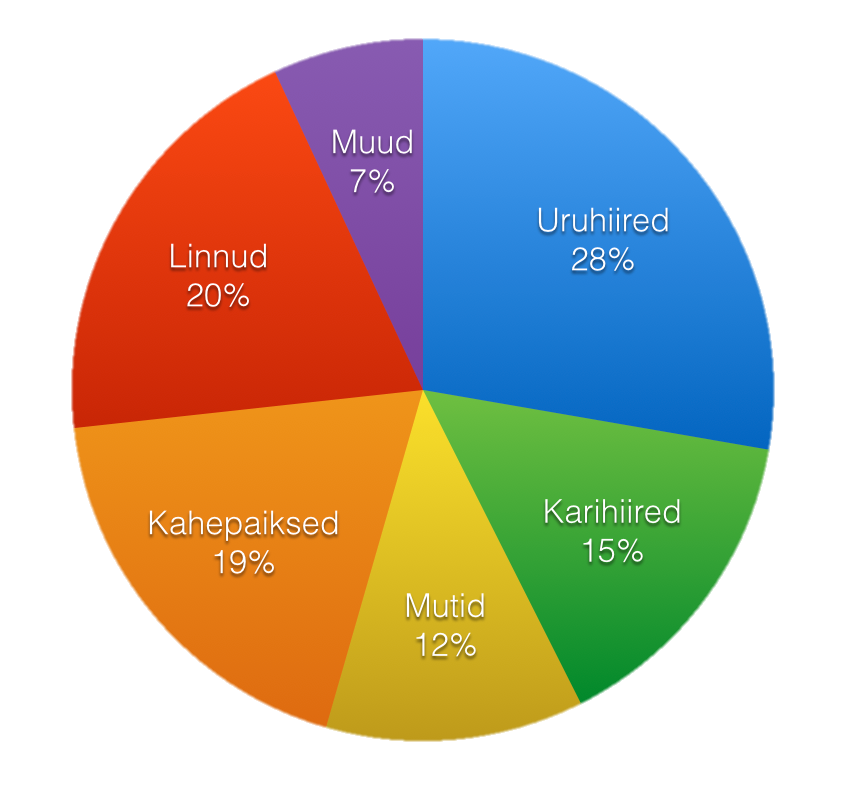 Muud
7%
Uruhiired
28%
Linnud
20%
Karihiired
15%
Kahepaiksed
19%
Mutid
12%